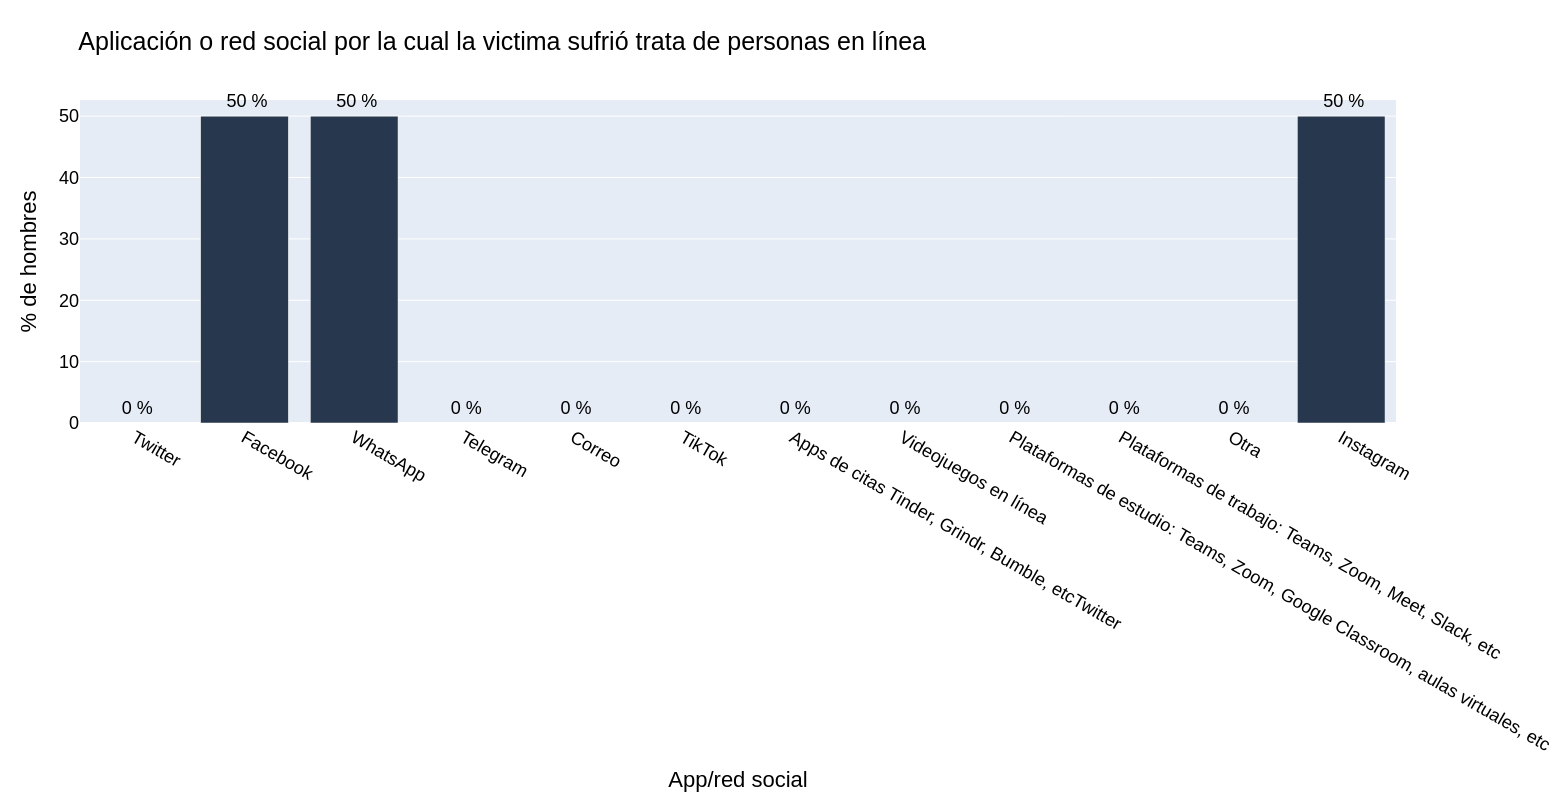 Aplicación o red social por la cual la victima sufrió trata de personas en línea
% de hombres
50
40
30
20
10
0
0 %
50 %
50 %
0 %
0 %
0 %
0 %
0 %
0 %
0 %
0 %
50 %
Twitter
Facebook
WhatsApp
Telegram
Correo
TikTok
Apps de citas Tinder, Grindr, Bumble, etcTwitter
Videojuegos en línea
Plataformas de estudio: Teams, Zoom, Google Classroom, aulas virtuales, etc
Plataformas de trabajo: Teams, Zoom, Meet, Slack, etc
Otra
Instagram
App/red social